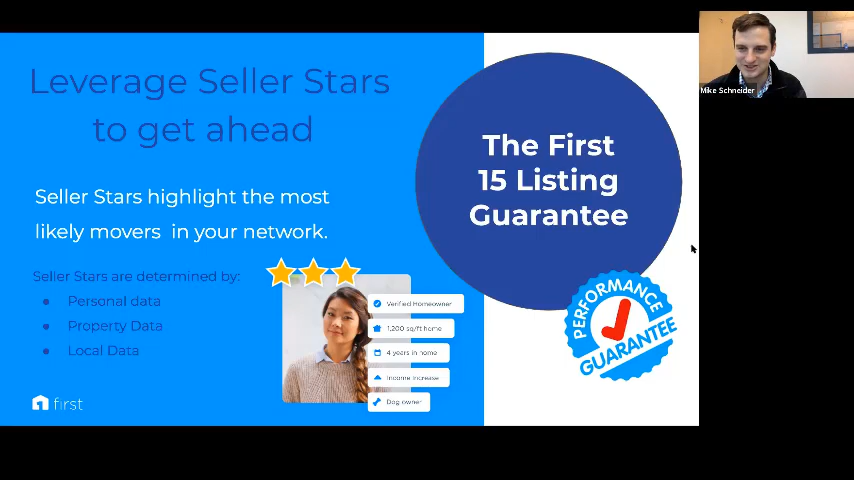 Leverage Seller Stars
to get ahead
Seller Stars highlight the most
likely movers in your network.
Seller Stars are determined by:
Personal data
Property Data
Local Data
Verified Homeowner
1,200 sq/ft home
4 years in home
Income Increase
Dog owner
first
The First
15 Listing
Guarantee
PERFORMANCE
GUARANTEE
Mike Schneider